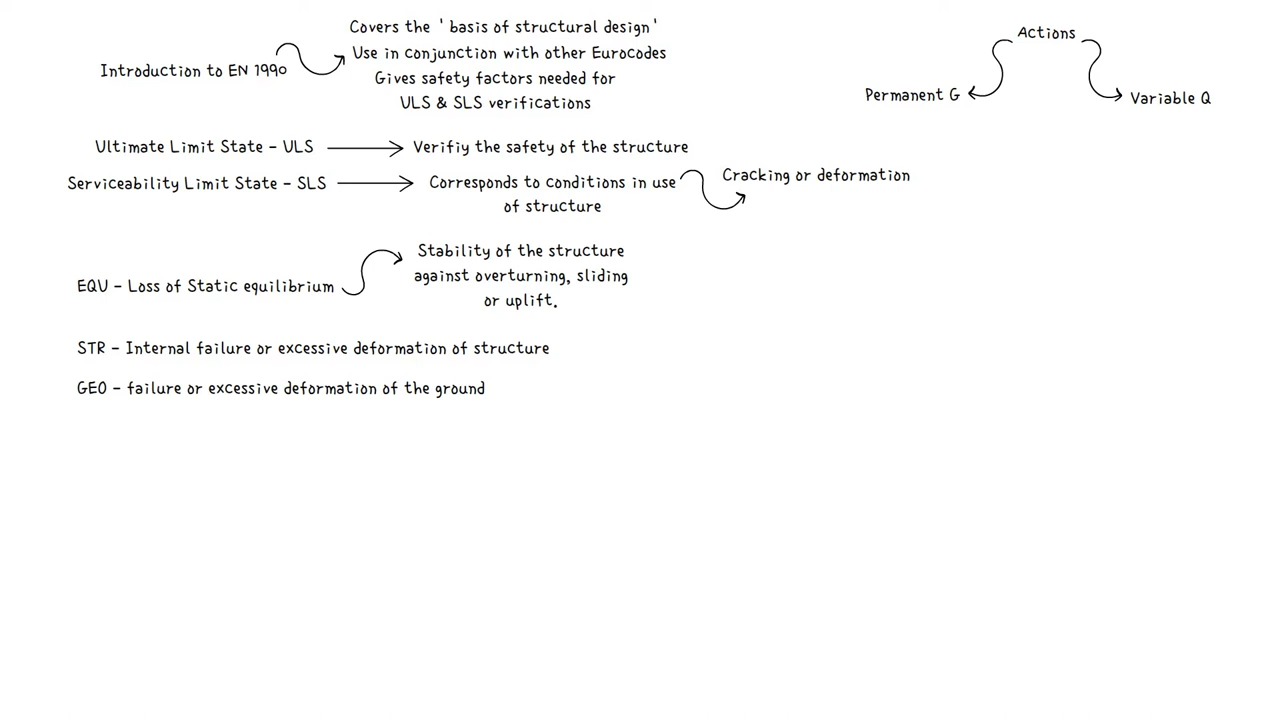 Introduction to EN 1990
Covers the ' basis of structural design '
Use in conjunction with other Eurocodes
Gives safety factors needed for
ULS & SLS verifications
Actions
Permanent G
Variable Q
Ultimate Limit State - ULS
Verifiy the safety of the structure
Serviceability Limit State - SLS
Corresponds to conditions in use
of structure
Cracking or deformation
EQU - Loss of Static equilibrium
Stability of the structure
against overturning, sliding
or uplift.
STR - Internal failure or excessive deformation of structure
GEO - failure or excessive deformation of the ground